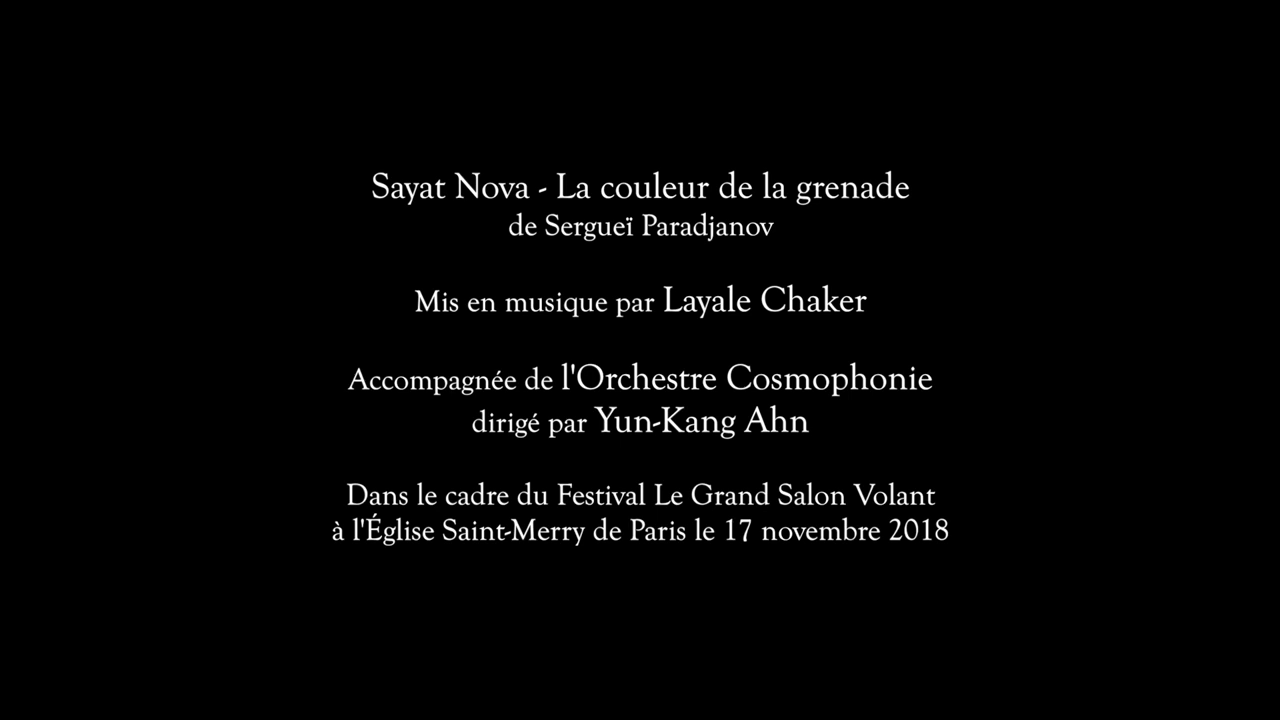 Sayat Nova - La couleur de la grenade
de Sergueï Paradjanov
Mis en musique par Layale Chaker
Accompagnée de l'Orchestre Cosmophonie
dirigé par Yun-Kang Ahn
Dans le cadre du Festival Le Grand Salon Volant
à l'Église Saint-Merry de Paris le 17 novembre 2018